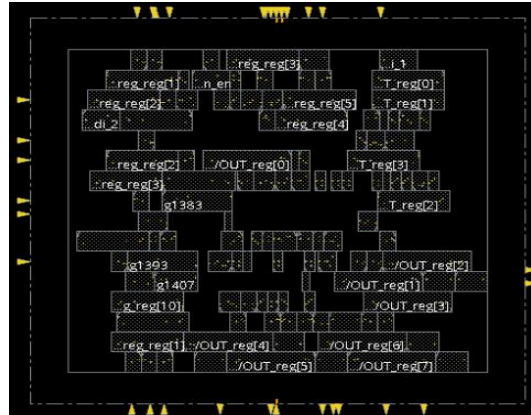 reg_reg[3] i_1
reg_reg[1] n_en T_reg[0]
reg_reg[2] reg_reg[5] T_reg[1]
di_2 reg_reg[4]
reg_reg[2] /OUT_reg[0] T_reg[3]
reg_reg[3]
g1383 T_reg[2]
g1393 /OUT_reg[2]
g1407 /OUT_reg[1]
g_reg[10] /OUT_reg[3]
reg_reg[1] /OUT_reg[4] /OUT_reg[6]
/OUT_reg[5] /OUT_reg[7]